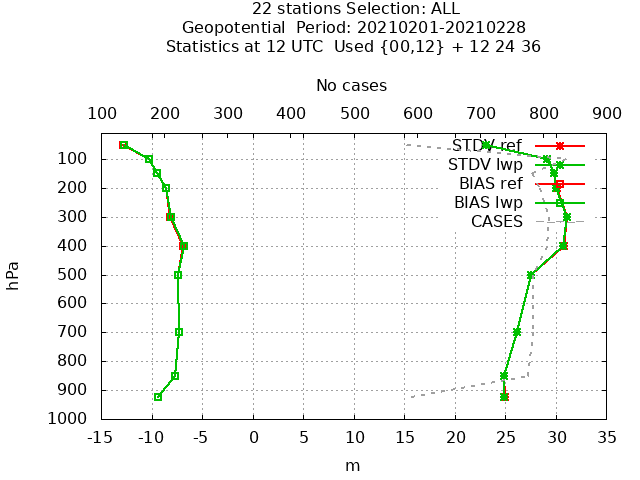 22 stations Selection: ALL
Geopotential  Period: 20210201-20210228
Statistics at 12 UTC  Used {00,12} + 12 24 36
No cases
100 200 300 400 500 600 700 800 900
STDV ref
STDV lwp
BIAS ref
BIAS lwp
CASES
100
200
300
400
500
600
700
800
900
1000
hPa
-15 -10 -5 0 5 10 15 20 25 30 35
m